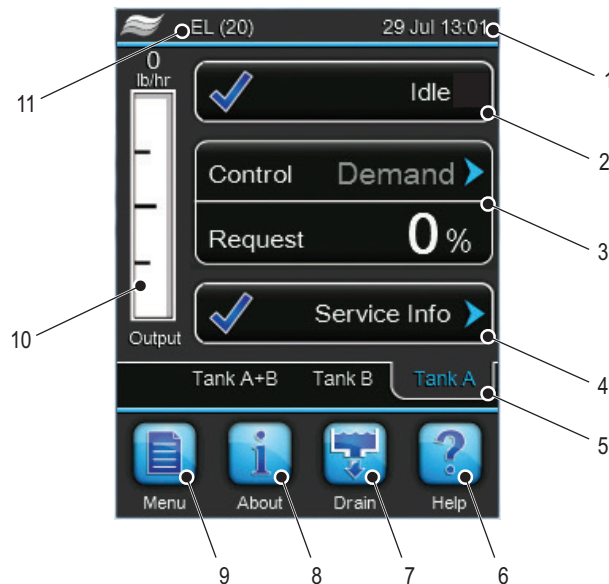 EL (20) 29 Jul 13:01
1
11
0
lb/hr
Idle
2
Control Demand
3
Request 0 %
10
Service Info
Output
4
Tank A+B Tank B Tank A
5
Menu About Drain Help
9 8 7 6